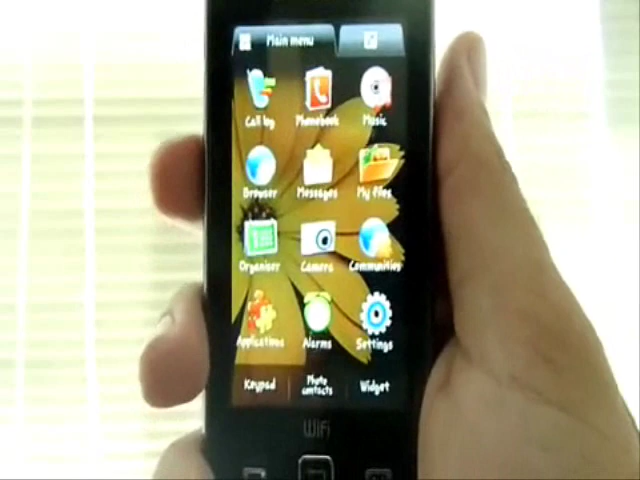 Main menu
Call log Phonebook Music
Browser Messages My files
Organiser Camera Communities
Applications Alarms Settings
Keypad Photo contacts Widget
WiFi